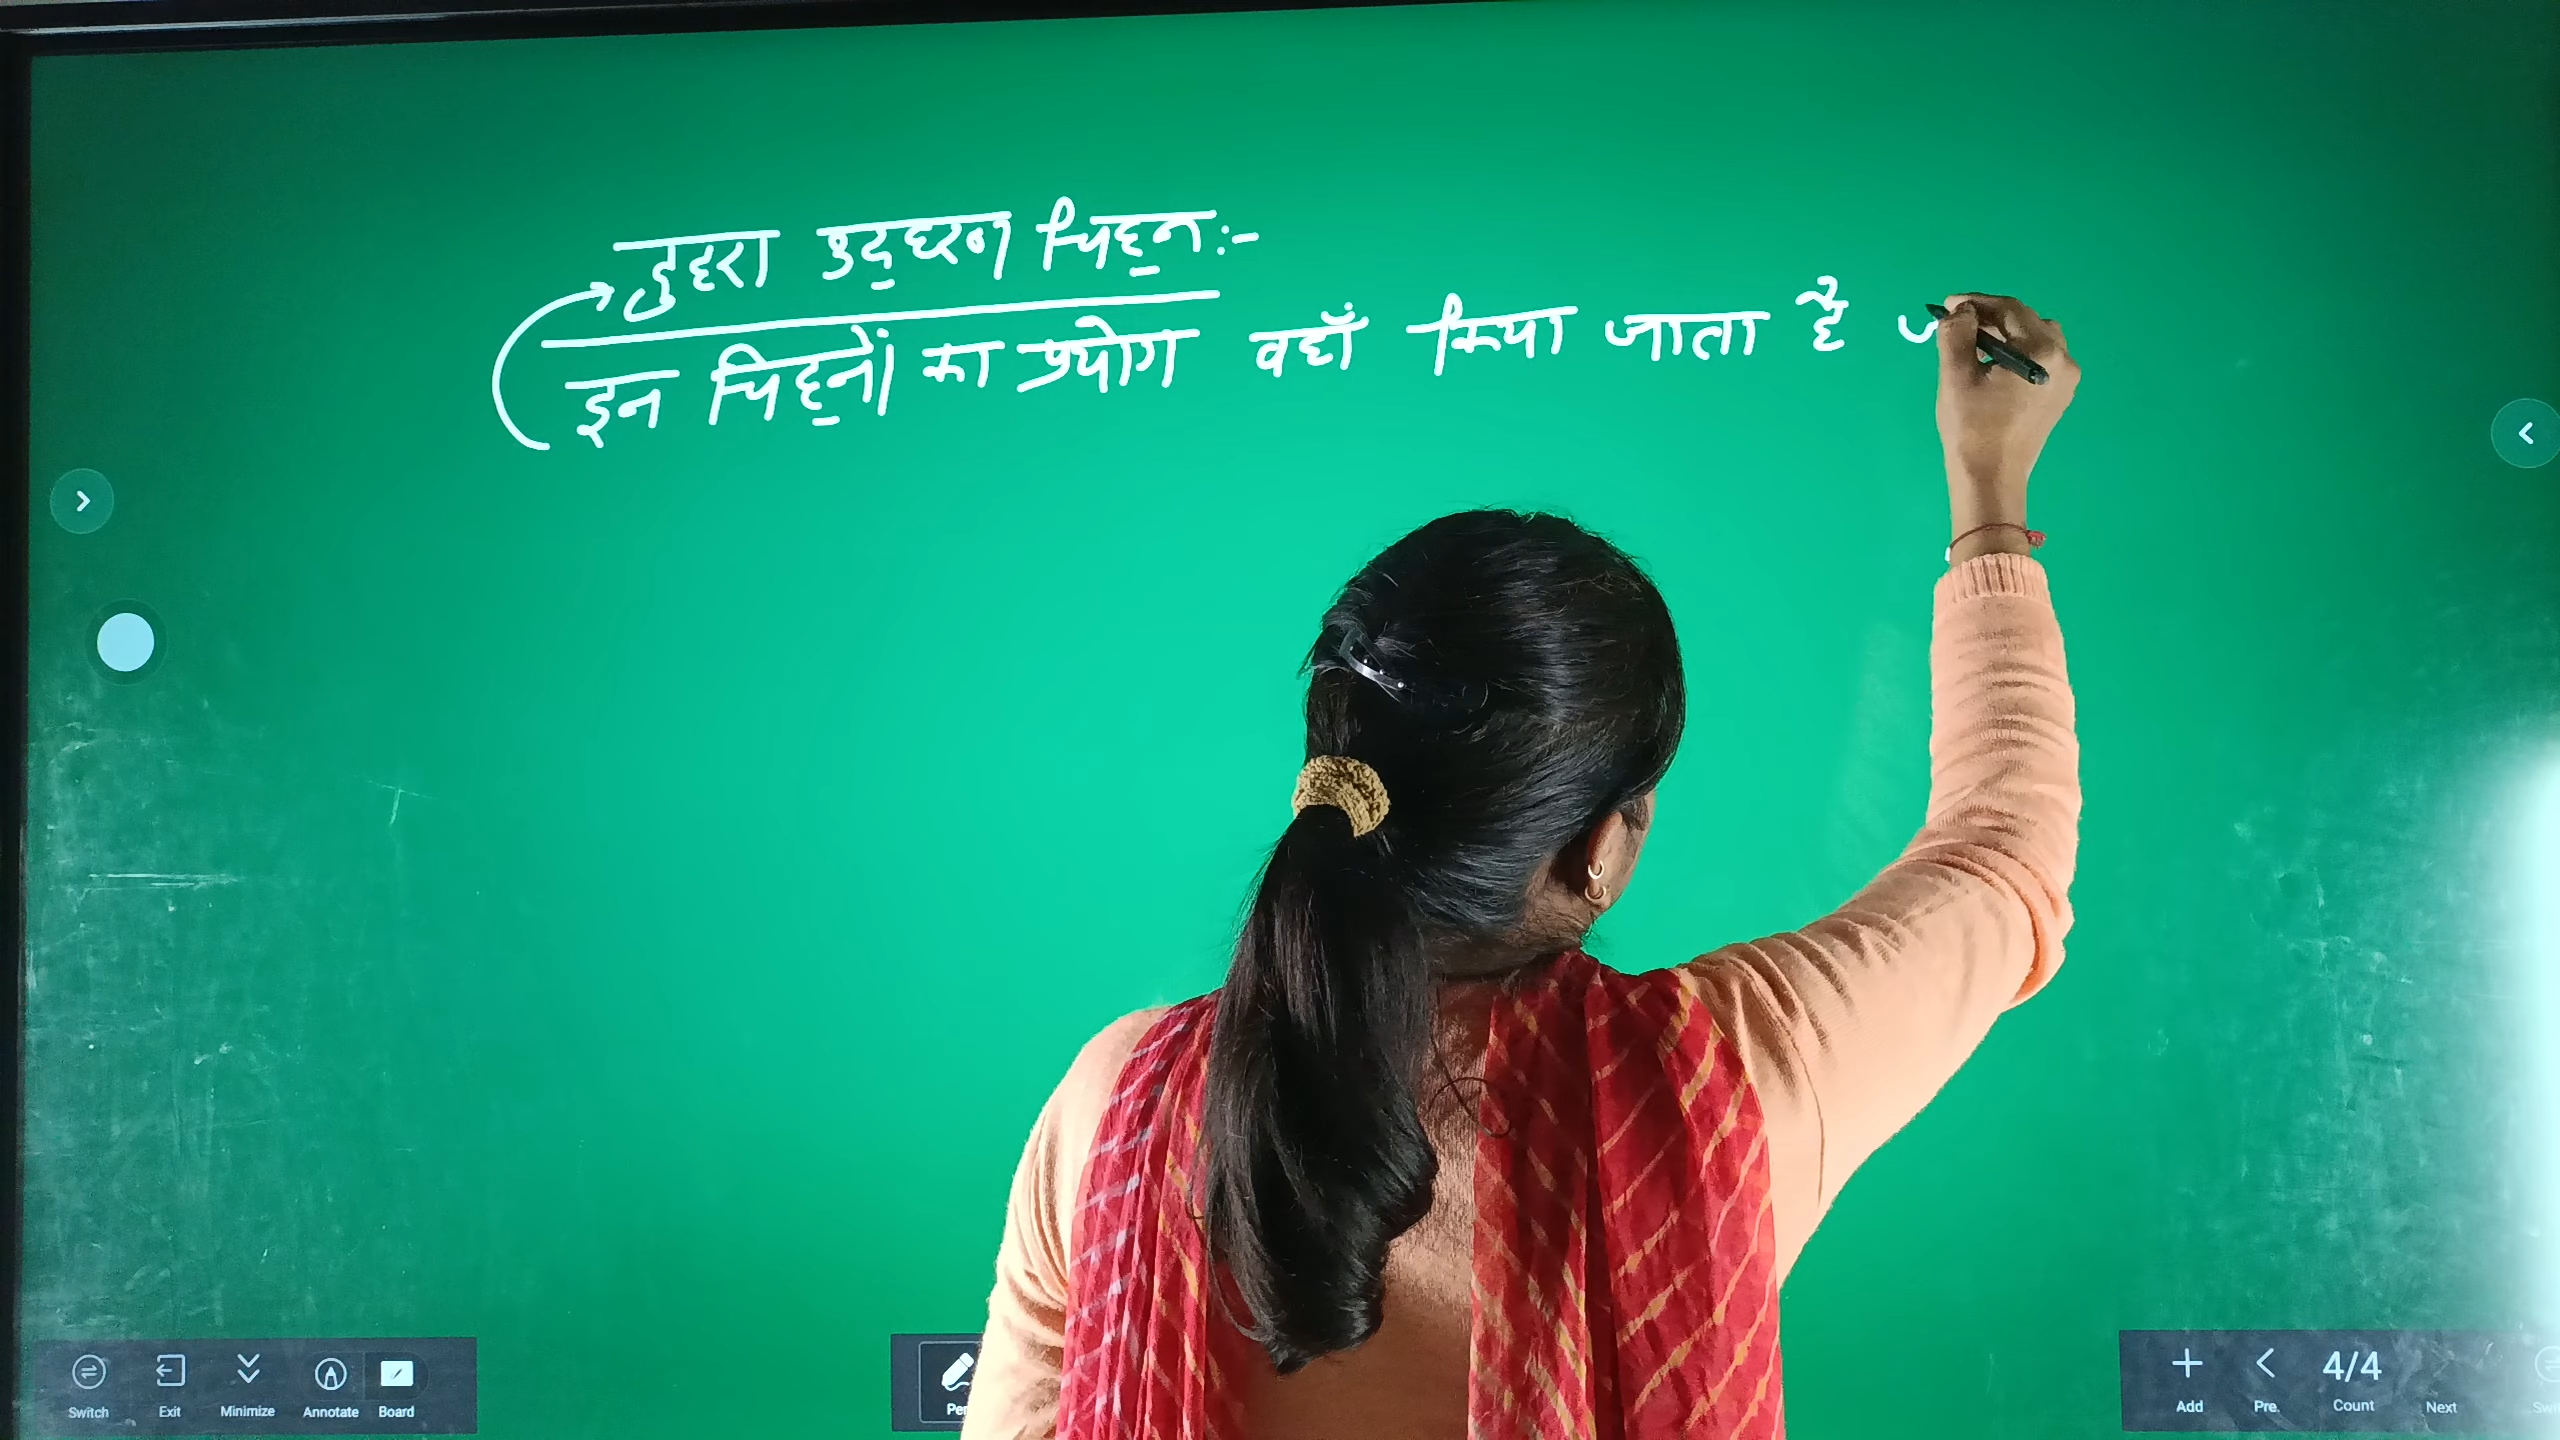 दुहरा उद्धरण चिह्न:-
इन चिह्नों का प्रयोग वहाँ किया जाता है
Switch Exit Minimize Annotate Board
Add Pre. 4/4 Count Next